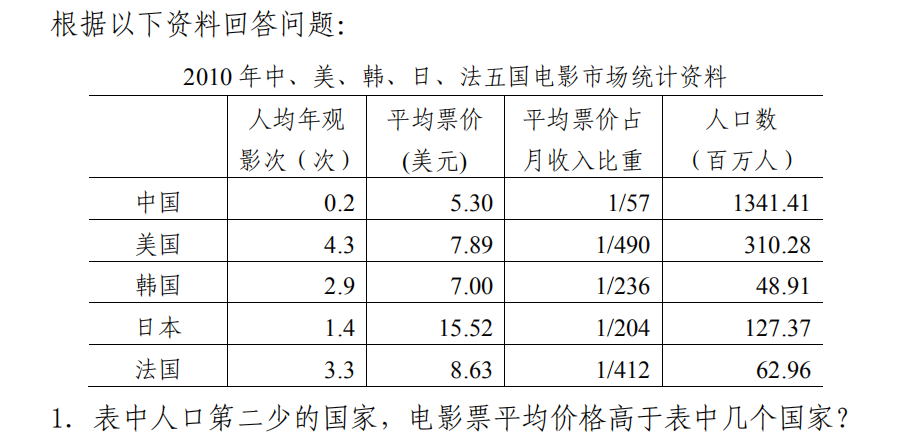 根据以下资料回答问题：
2010 年中、美、韩、日、法五国电影市场统计资料
人均年观影次（次） 平均票价(美元) 平均票价占月收入比重 人口数（百万人）
中国 0.2 5.30 1/57 1341.41
美国 4.3 7.89 1/490 310.28
韩国 2.9 7.00 1/236 48.91
日本 1.4 15.52 1/204 127.37
法国 3.3 8.63 1/412 62.96
1．表中人口第二少的国家，电影票平均价格高于表中几个国家？